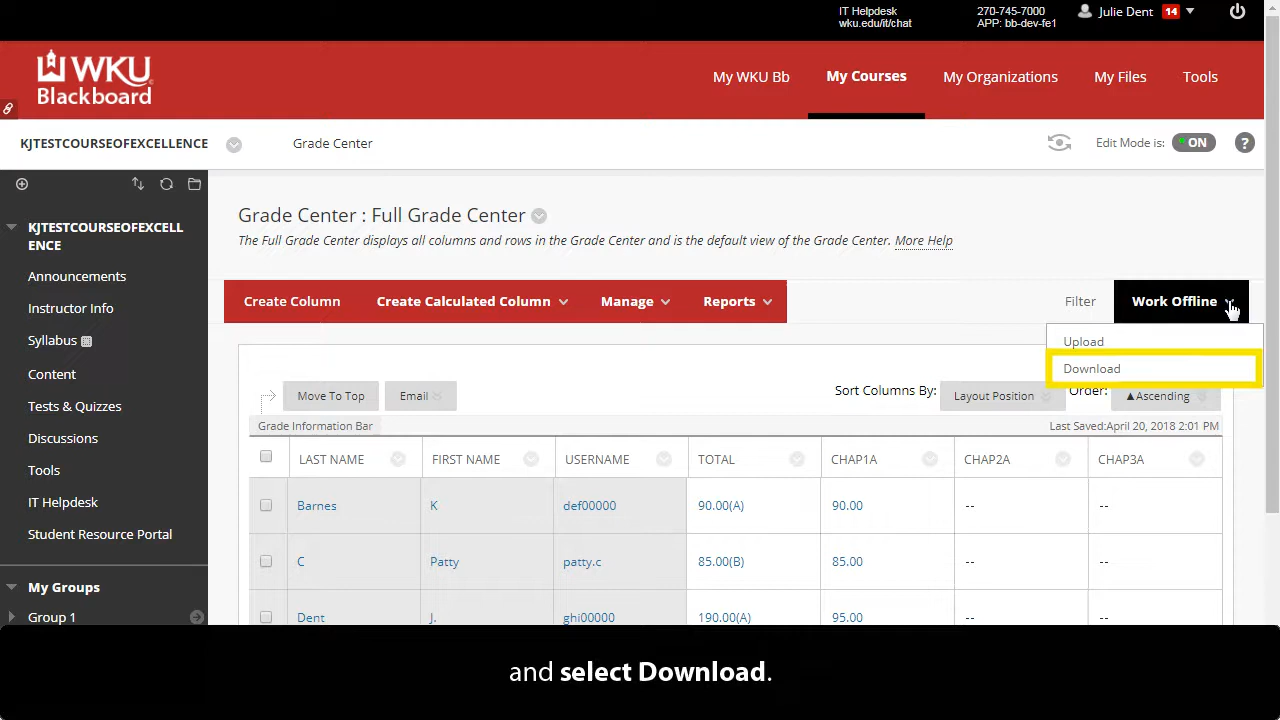 IT Helpdesk
wku.edu/it/chat
270-745-7000
APP: bb-dev-fe1
Julie Dent 14
WKU
Blackboard
My WKU Bb My Courses My Organizations My Files Tools
KJTESTCOURSEOFEXCELLENCE Grade Center Edit Mode is: ON ?
KJTESTCOURSEOFEXCELL
ENCE
Announcements
Instructor Info
Syllabus
Content
Tests & Quizzes
Discussions
Tools
IT Helpdesk
Student Resource Portal
My Groups
Group 1
Grade Center : Full Grade Center
The Full Grade Center displays all columns and rows in the Grade Center and is the default view of the Grade Center. More Help
Create Column Create Calculated Column Manage Reports Filter Work Offline
Upload
Download
Move To Top Email Sort Columns By: Layout Position Order: ▲Ascending
Grade Information Bar Last Saved:April 20, 2018 2:01 PM
LAST NAME FIRST NAME USERNAME TOTAL CHAP1A CHAP2A CHAP3A
Barnes K def00000 90.00(A) 90.00 -- --
C Patty patty.c 85.00(B) 85.00 -- --
Dent J. ghi00000 190.00(A) 95.00 -- --
and select Download.